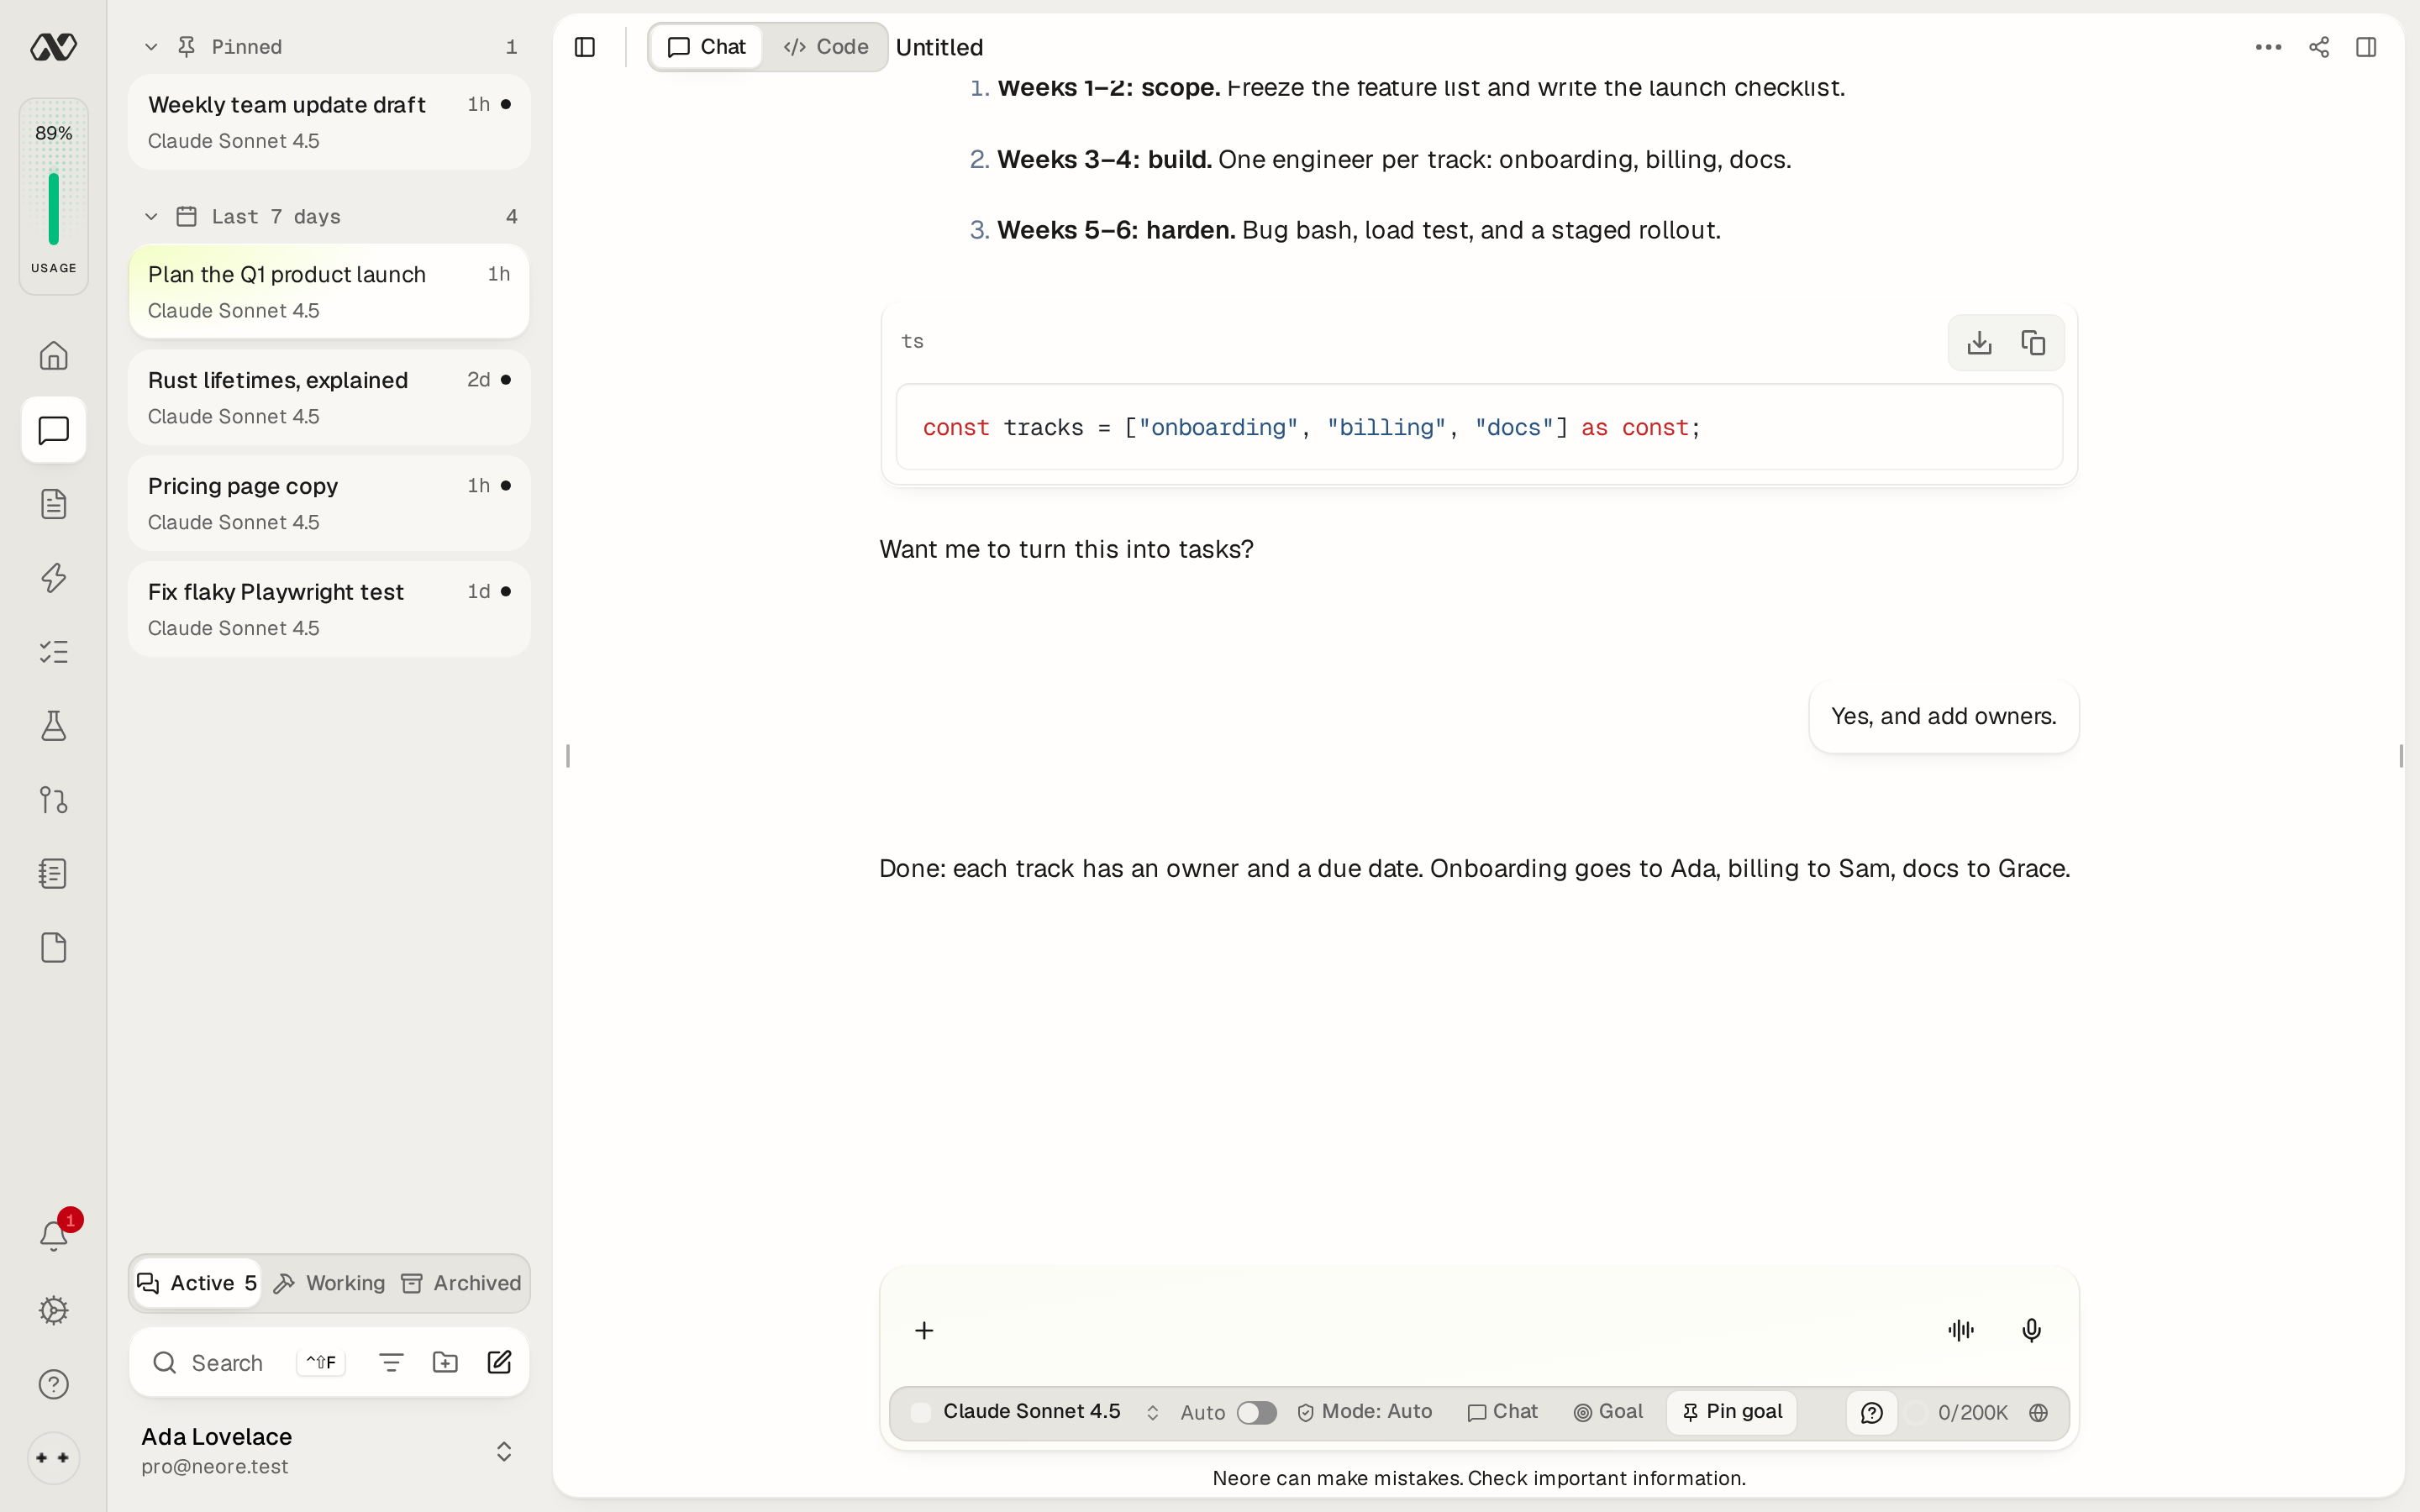 89%
USAGE
1
Pinned 1
Weekly team update draft 1h
Claude Sonnet 4.5
Last 7 days 4
Plan the Q1 product launch 1h
Claude Sonnet 4.5
Rust lifetimes, explained 2d
Claude Sonnet 4.5
Pricing page copy 1h
Claude Sonnet 4.5
Fix flaky Playwright test 1d
Claude Sonnet 4.5
Active 5 Working Archived
Search ^⇧F
Ada Lovelace
pro@neore.test
Chat Code Untitled
1. Weeks 1–2: scope. Freeze the feature list and write the launch checklist.
2. Weeks 3–4: build. One engineer per track: onboarding, billing, docs.
3. Weeks 5–6: harden. Bug bash, load test, and a staged rollout.
ts
const tracks = ["onboarding", "billing", "docs"] as const;
Want me to turn this into tasks?
Yes, and add owners.
Done: each track has an owner and a due date. Onboarding goes to Ada, billing to Sam, docs to Grace.
Claude Sonnet 4.5 Auto Mode: Auto Chat Goal Pin goal 0/200K
Neore can make mistakes. Check important information.